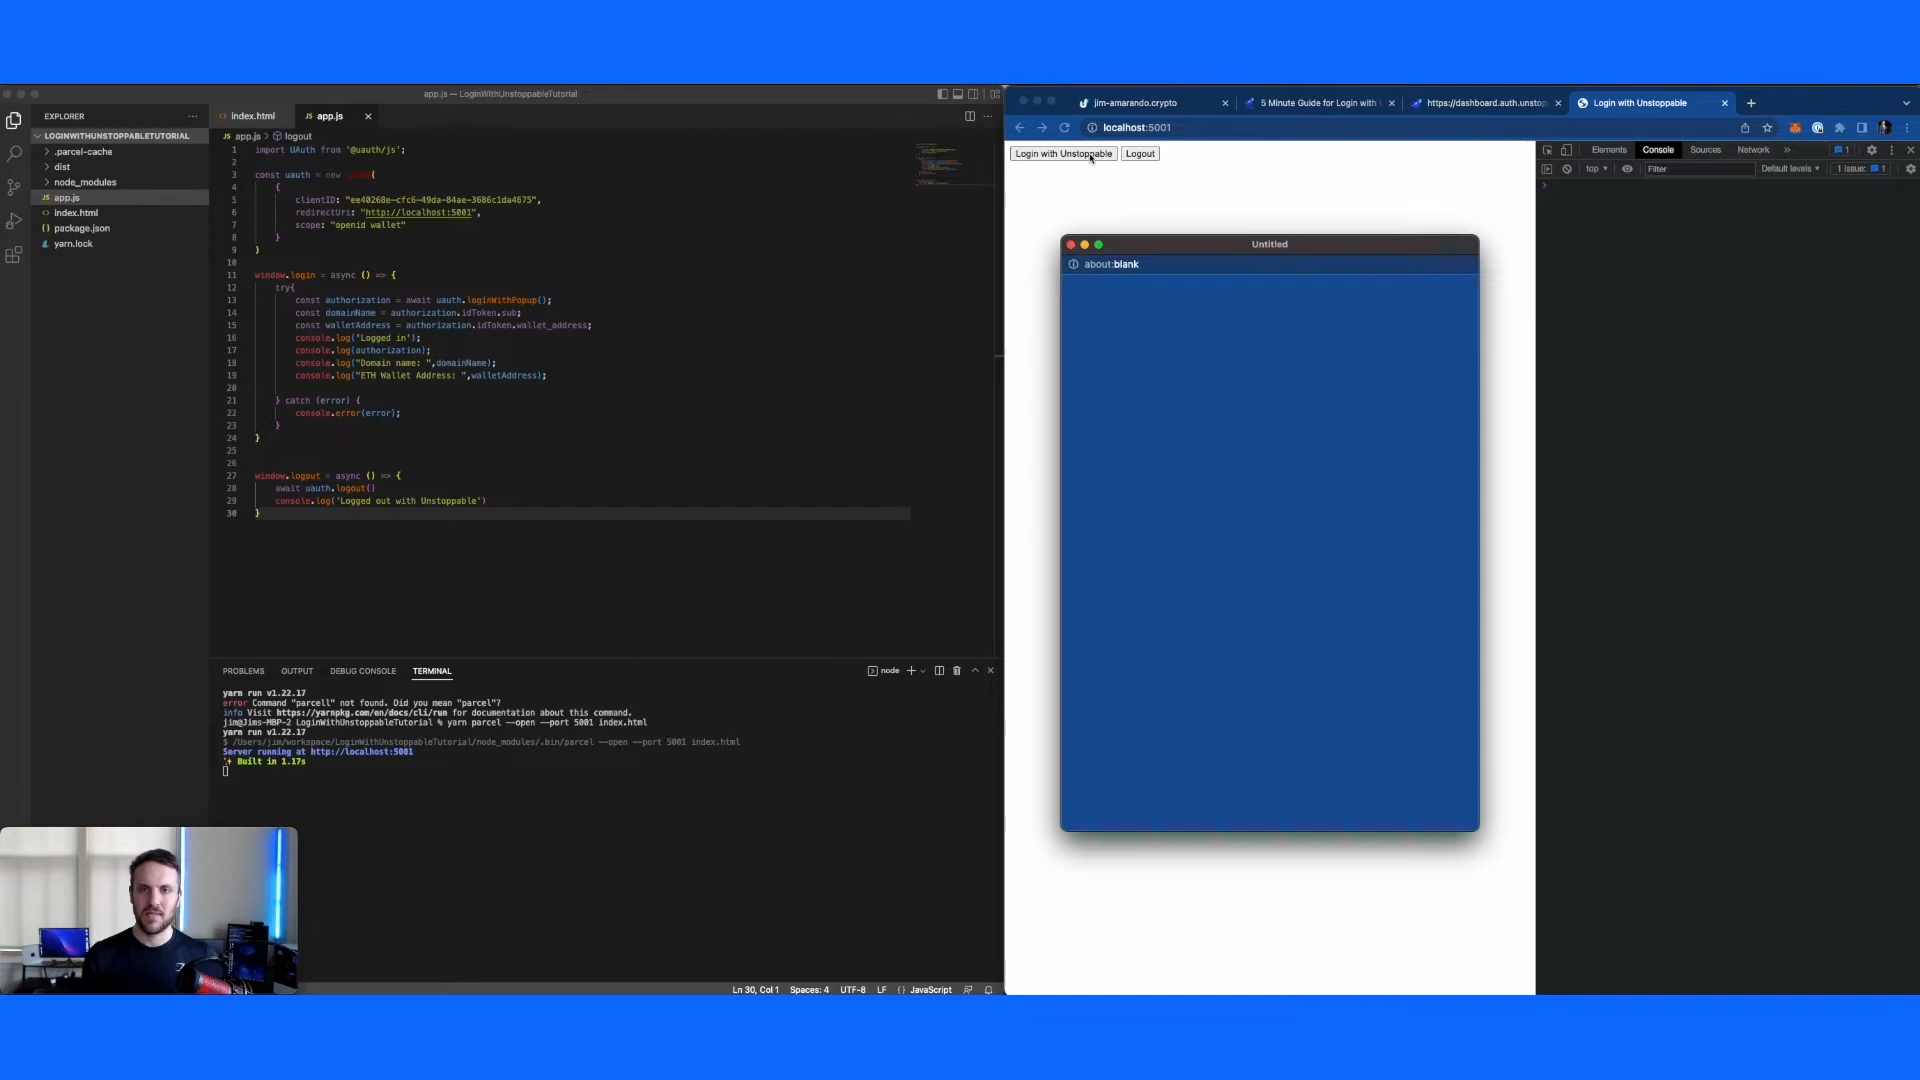 app.js — LoginWithUnstoppableTutorial
EXPLORER
LOGINWITHUNSTOPPABLETUTORIAL
.parcel-cache
dist
node_modules
JS app.js
index.html
package.json
yarn.lock
index.html
JS app.js
JS app.js > logout
1 import UAuth from '@uauth/js';
2
3 const uauth = new (
4 {
5 clientID: "ee40268e-cfc6-49da-84ae-3686c1da4675",
6 redirectUri: "http://localhost:5001",
7 scope: "openid wallet"
8 }
9 )
10
11 window.login = async () => {
12 try{
13 const authorization = await uauth.loginWithPopup();
14 const domainName = authorization.idToken.sub;
15 const walletAddress = authorization.idToken.wallet_address;
16 console.log('Logged in');
17 console.log(authorization);
18 console.log("Domain name: ",domainName);
19 console.log("ETH Wallet Address: ",walletAddress);
20
21 } catch (error) {
22 console.error(error);
23 }
24 }
25
26
27 window.logout = async () => {
28 await uauth.logout()
29 console.log('Logged out with Unstoppable')
30 }
PROBLEMS OUTPUT DEBUG CONSOLE TERMINAL
node
yarn run v1.22.17
error Command "parcell" not found. Did you mean "parcel"?
info Visit https://yarnpkg.com/en/docs/cli/run for documentation about this command.
jim@Jims-MBP-2 LoginWithUnstoppableTutorial % yarn parcel --open --port 5001 index.html
yarn run v1.22.17
$ /Users/jim/workspace/LoginWithUnstoppableTutorial/node_modules/.bin/parcel --open --port 5001 index.html
Server running at http://localhost:5001
✨ Built in 1.17s
Ln 30, Col 1 Spaces: 4 UTF-8 LF {} JavaScript
jim-amarando.crypto
5 Minute Guide for Login with
https://dashboard.auth.unstop
Login with Unstoppable
localhost:5001
Login with Unstoppable Logout
Untitled
about:blank
Elements Console Sources Network » 1
top Filter Default levels 1 Issue: 1